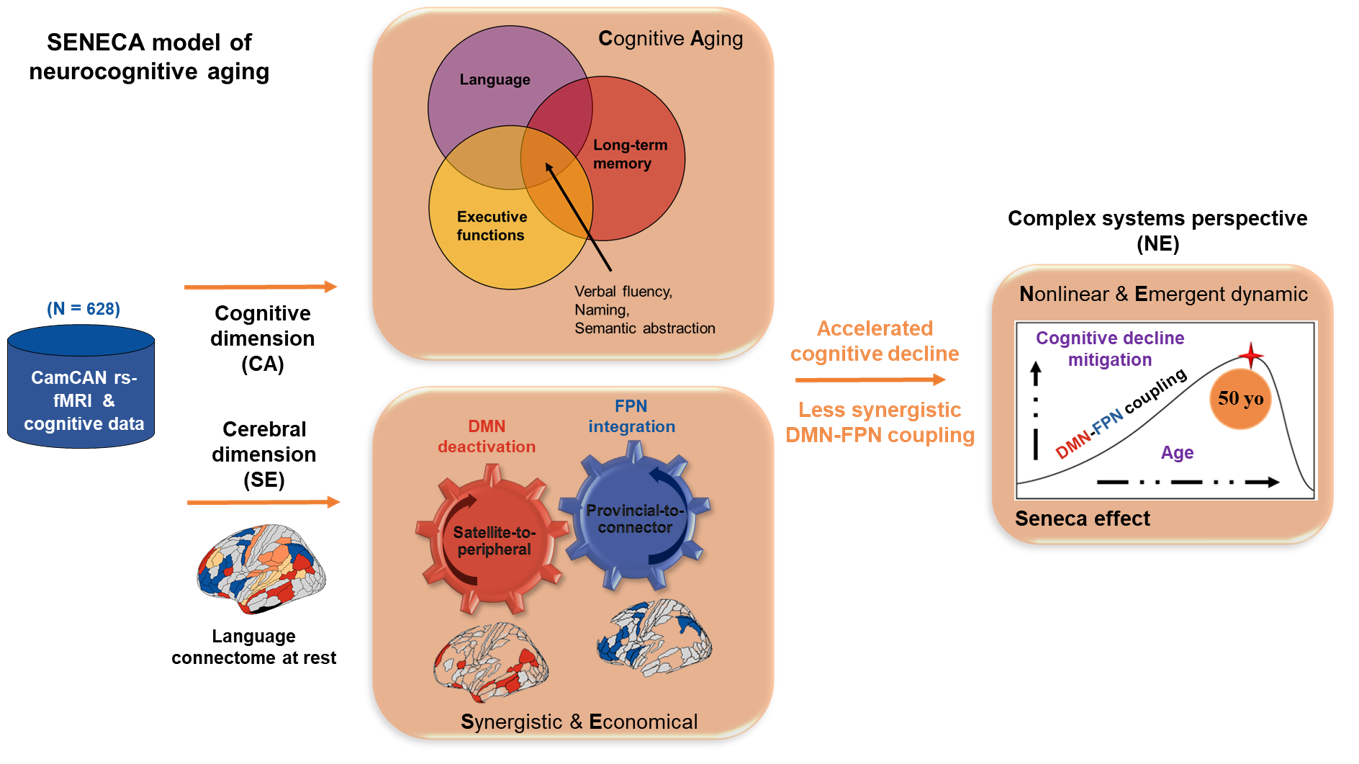 SENECA model of
neurocognitive aging
(N = 628)
CamCAN rs-
fMRI &
cognitive data
Cognitive
dimension
(CA)
Cerebral
dimension
(SE)
Language
connectome at rest
Cognitive Aging
Language
Long-term
memory
Executive
functions
Verbal fluency,
Naming,
Semantic abstraction
DMN
deactivation
FPN
integration
Satellite-to-
peripheral
Provincial-to-
connector
Synergistic & Economical
Accelerated
cognitive decline
Less synergistic
DMN-FPN coupling
Complex systems perspective
(NE)
Nonlinear & Emergent dynamic
Cognitive decline
mitigation
DMN-FPN coupling
50 yo
Age
Seneca effect